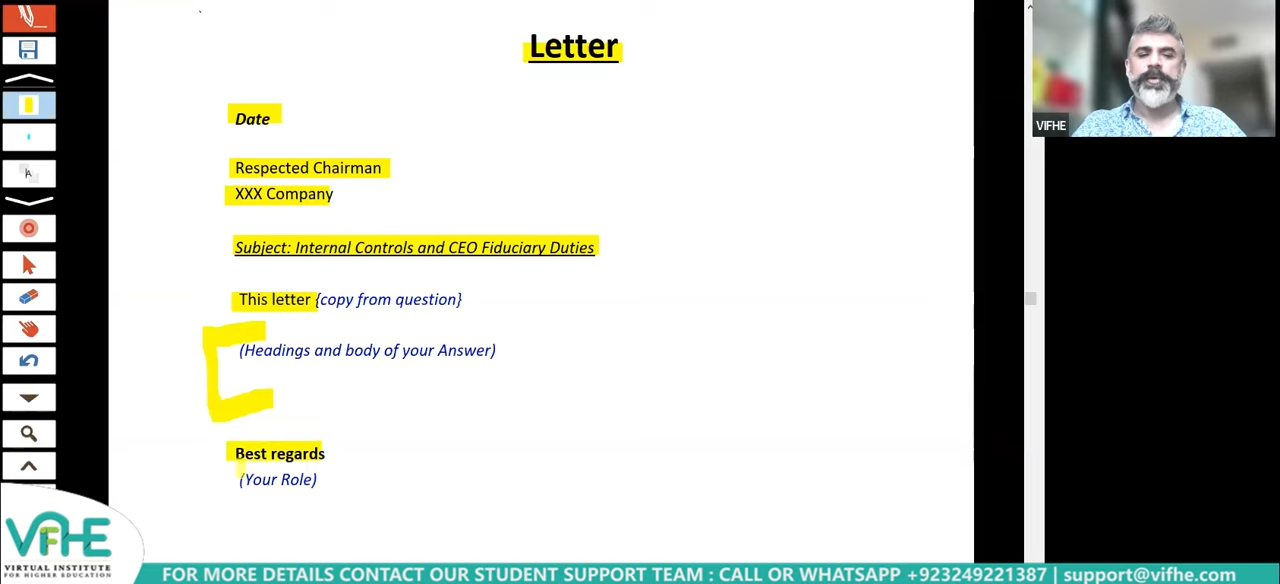 Letter
Date
Respected Chairman
XXX Company
Subject: Internal Controls and CEO Fiduciary Duties
This letter {copy from question}
(Headings and body of your Answer)
Best regards
(Your Role)
VIFHE
A
VIFHE
VIRTUAL INSTITUTE
FOR HIGHER EDUCATION
FOR MORE DETAILS CONTACT OUR STUDENT SUPPORT TEAM : CALL OR WHATSAPP +923249221387 | support@vifhe.com